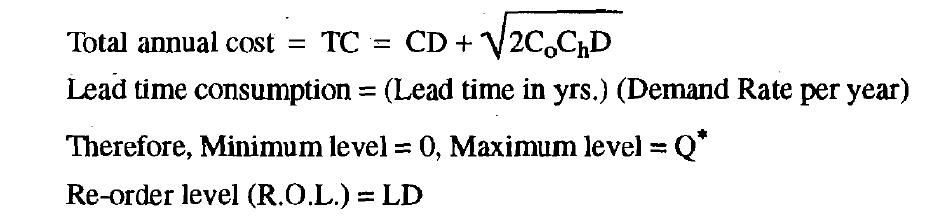 Total annual cost = TC = CD + √2CₒCₕD
Lead time consumption = (Lead time in yrs.) (Demand Rate per year)
Therefore, Minimum level = 0, Maximum level = Q*
Re-order level (R.O.L.) = LD